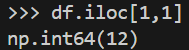 >>> df.iloc[1,1]
np.int64(12)